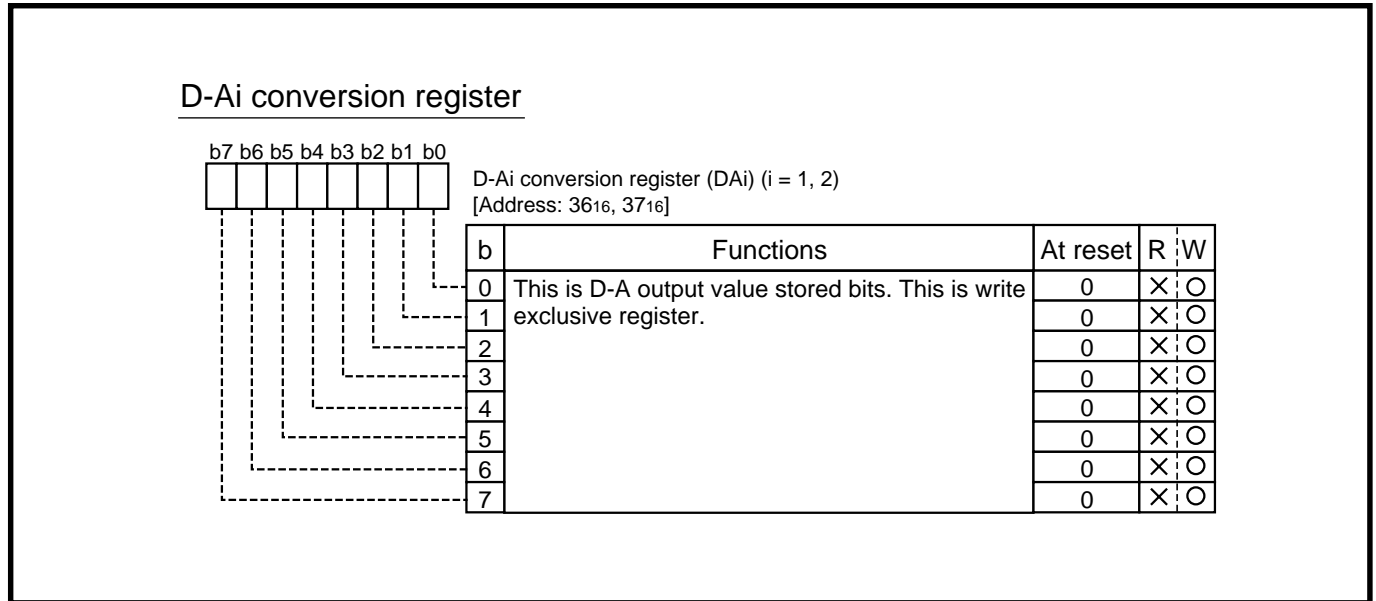 D-Ai conversion register
b7 b6 b5 b4 b3 b2 b1 b0
D-Ai conversion register (DAi) (i = 1, 2)
[Address: 3616, 3716]
b Functions At reset R W
0 This is D-A output value stored bits. This is write 0 × ○
1 exclusive register. 0 × ○
2 0 × ○
3 0 × ○
4 0 × ○
5 0 × ○
6 0 × ○
7 0 × ○